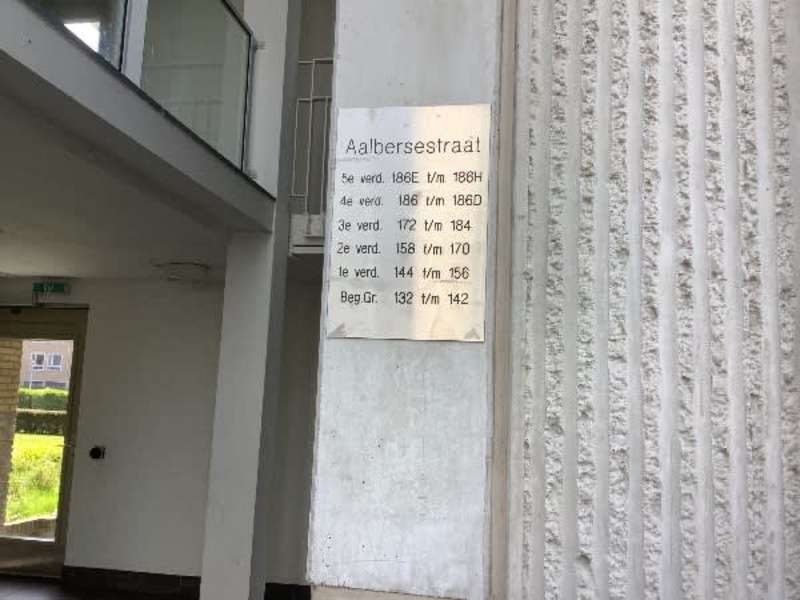 Aalbersestraat
5e verd. 186E t/m 186H
4e verd. 186 t/m 186D
3e verd. 172 t/m 184
2e verd. 158 t/m 170
1e verd. 144 t/m 156
Beg.Gr. 132 t/m 142